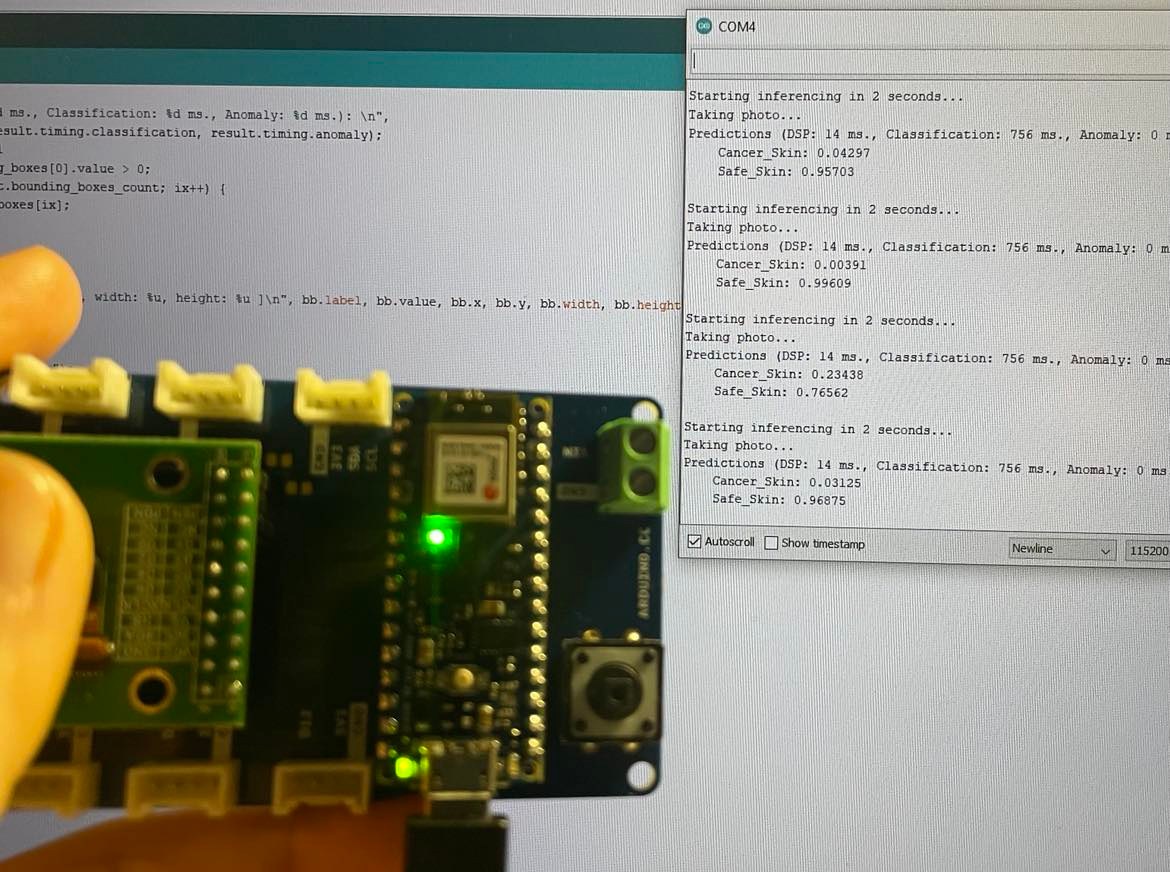 COM4
d ms., Classification: %d ms., Anomaly: %d ms.): \n",
esult.timing.classification, result.timing.anomaly);
g_boxes[0].value > 0;
t.bounding_boxes_count; ix++) {
boxes[ix];
, width: %u, height: %u ]\n", bb.label, bb.value, bb.x, bb.y, bb.width, bb.height
Starting inferencing in 2 seconds...
Taking photo...
Predictions (DSP: 14 ms., Classification: 756 ms., Anomaly: 0 m
Cancer_Skin: 0.04297
Safe_Skin: 0.95703
Starting inferencing in 2 seconds...
Taking photo...
Predictions (DSP: 14 ms., Classification: 756 ms., Anomaly: 0 m
Cancer_Skin: 0.00391
Safe_Skin: 0.99609
Starting inferencing in 2 seconds...
Taking photo...
Predictions (DSP: 14 ms., Classification: 756 ms., Anomaly: 0 ms
Cancer_Skin: 0.23438
Safe_Skin: 0.76562
Starting inferencing in 2 seconds...
Taking photo...
Predictions (DSP: 14 ms., Classification: 756 ms., Anomaly: 0 ms
Cancer_Skin: 0.03125
Safe_Skin: 0.96875
Autoscroll Show timestamp
Newline
115200
GND
3V3
SDA
SCL
ARDUINO.CC